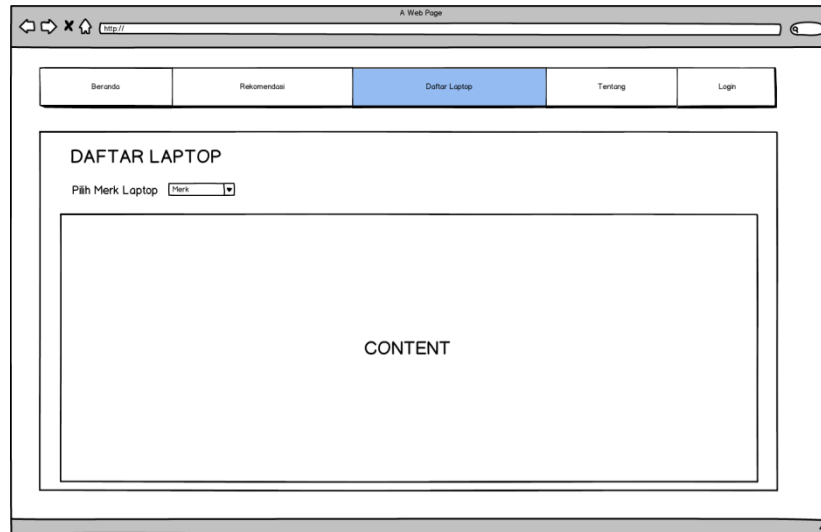 A Web Page
http://
Beranda Rekomendasi Daftar Laptop Tentang Login
DAFTAR LAPTOP
Pilih Merk Laptop Merk
CONTENT